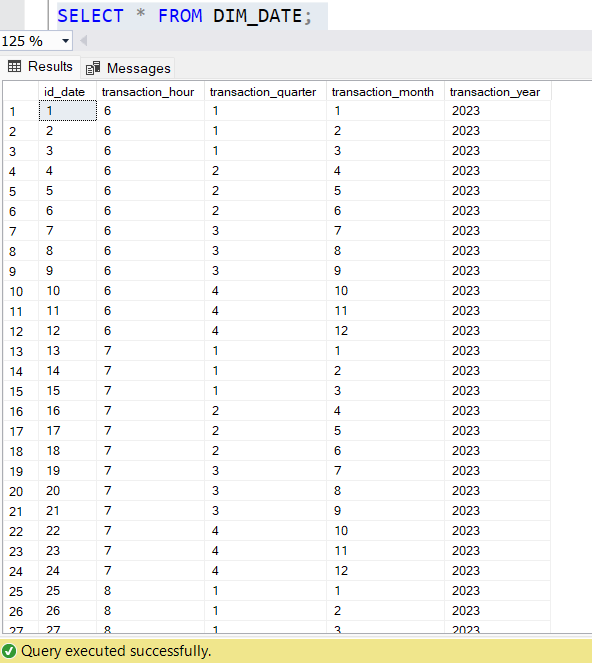 SELECT * FROM DIM_DATE;
125 %
Results Messages
id_date transaction_hour transaction_quarter transaction_month transaction_year
1 1 6 1 1 2023
2 2 6 1 2 2023
3 3 6 1 3 2023
4 4 6 2 4 2023
5 5 6 2 5 2023
6 6 6 2 6 2023
7 7 6 3 7 2023
8 8 6 3 8 2023
9 9 6 3 9 2023
10 10 6 4 10 2023
11 11 6 4 11 2023
12 12 6 4 12 2023
13 13 7 1 1 2023
14 14 7 1 2 2023
15 15 7 1 3 2023
16 16 7 2 4 2023
17 17 7 2 5 2023
18 18 7 2 6 2023
19 19 7 3 7 2023
20 20 7 3 8 2023
21 21 7 3 9 2023
22 22 7 4 10 2023
23 23 7 4 11 2023
24 24 7 4 12 2023
25 25 8 1 1 2023
26 26 8 1 2 2023
27 27 8 1 3 2023
Query executed successfully.